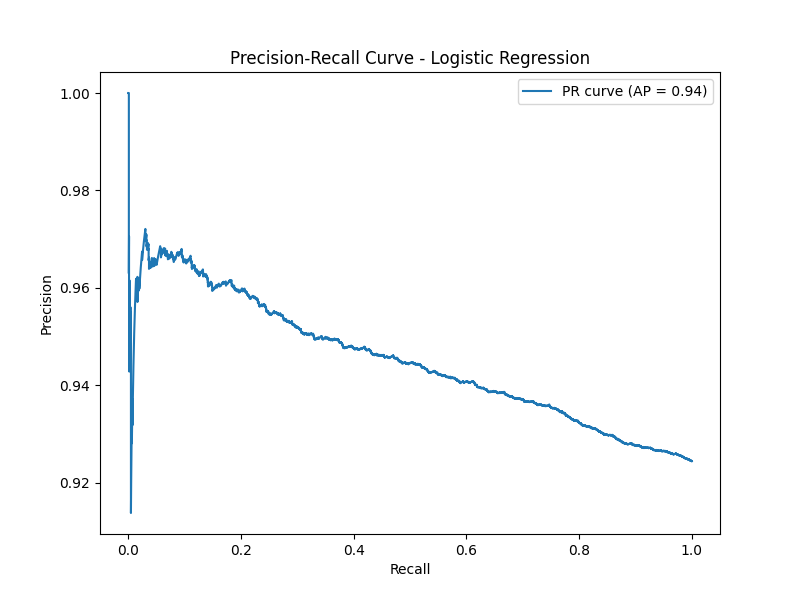 Precision-Recall Curve - Logistic Regression
PR curve (AP = 0.94)
1.00
0.98
0.96
0.94
0.92
Precision
0.0 0.2 0.4 0.6 0.8 1.0
Recall